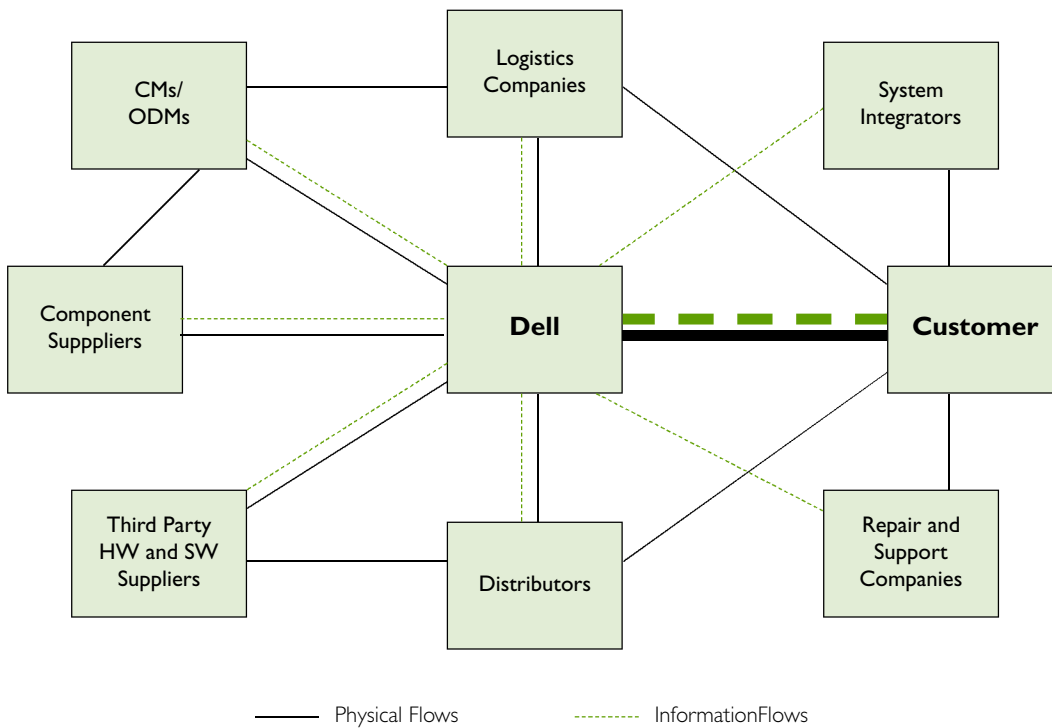 CMs/
ODMs
Logistics
Companies
System
Integrators
Component
Supppliers
Dell
Customer
Third Party
HW and SW
Suppliers
Distributors
Repair and
Support
Companies
Physical Flows
InformationFlows